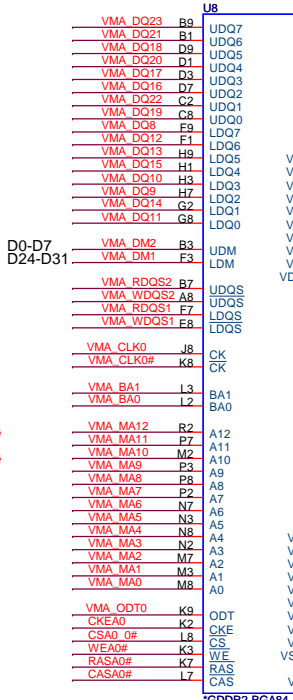 U8
VMA_DQ23 B9 UDQ7
VMA_DQ21 B1 UDQ6
VMA_DQ18 D9 UDQ5
VMA_DQ20 D1 UDQ4
VMA_DQ17 D3 UDQ3
VMA_DQ16 D7 UDQ2
VMA_DQ22 C2 UDQ1
VMA_DQ19 C8 UDQ0
VMA_DQ8 F9 LDQ7
VMA_DQ12 F1 LDQ6
VMA_DQ13 H9 LDQ5 V
VMA_DQ15 H1 LDQ4 V
VMA_DQ10 H3 LDQ3 V
VMA_DQ9 H7 LDQ2 V
VMA_DQ14 G2 LDQ1 V
VMA_DQ11 G8 LDQ0 V
V
D0-D7 VMA_DM2 B3 UDM V
D24-D31 VMA_DM1 F3 LDM V
VD
VMA_RDQS2 B7 UDQS
VMA_WDQS2 A8 UDQS
VMA_RDQS1 F7 LDQS
VMA_WDQS1 E8 LDQS
VMA_CLK0 J8 CK
VMA_CLK0# K8 CK
VMA_BA1 L3 BA1
VMA_BA0 L2 BA0
VMA_MA12 R2 A12
VMA_MA11 P7 A11
VMA_MA10 M2 A10
VMA_MA9 P3 A9
VMA_MA8 P8 A8
VMA_MA7 P2 A7
VMA_MA6 N7 A6
VMA_MA5 N3 A5
VMA_MA4 N8 A4 V
VMA_MA3 N2 A3 V
VMA_MA2 M7 A2 V
VMA_MA1 M3 A1 V
VMA_MA0 M8 A0 V
V
VMA_ODT0 K9 ODT V
CKEA0 K2 CKE V
CSA0_0# L8 CS V
WEA0# K3 WE VS
RASA0# K7 RAS
CASA0# L7 CAS V
*GDDR2 BGA84